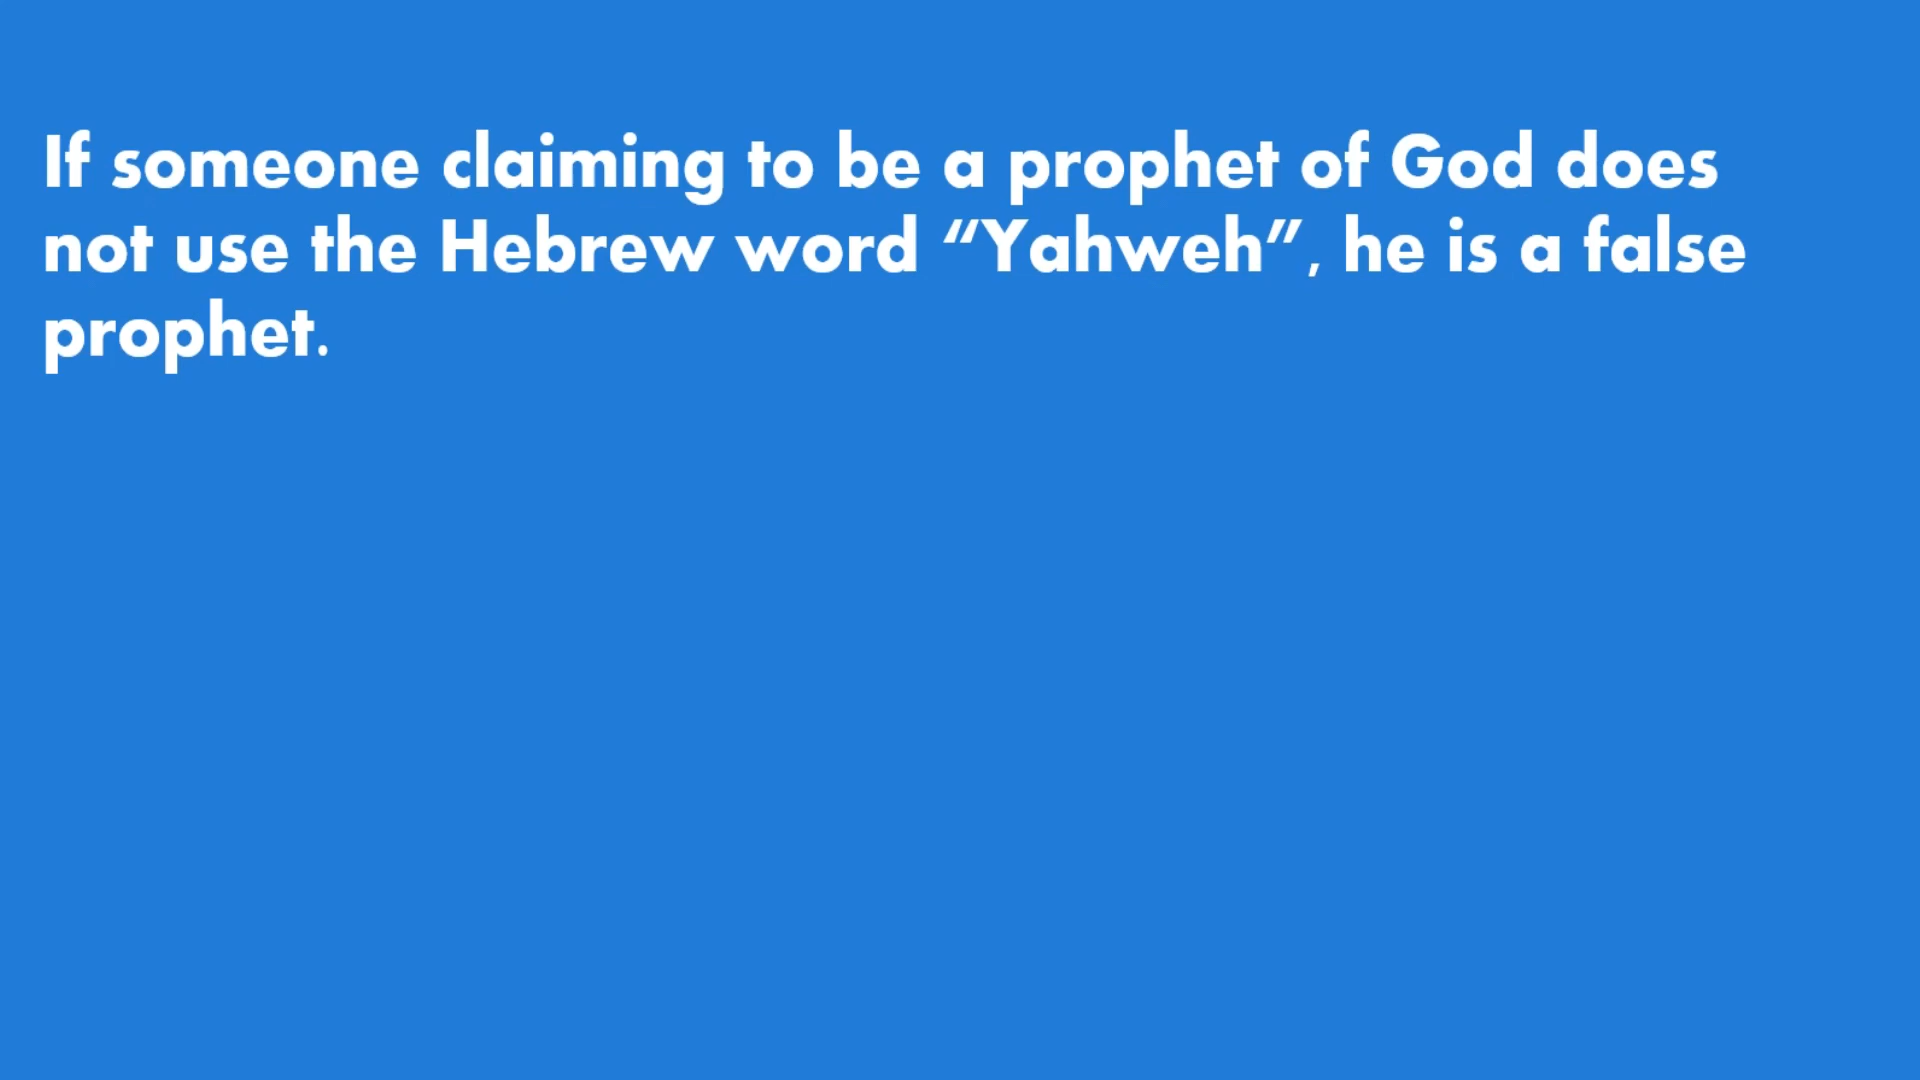 If someone claiming to be a prophet of God does
not use the Hebrew word “Yahweh”, he is a false
prophet.